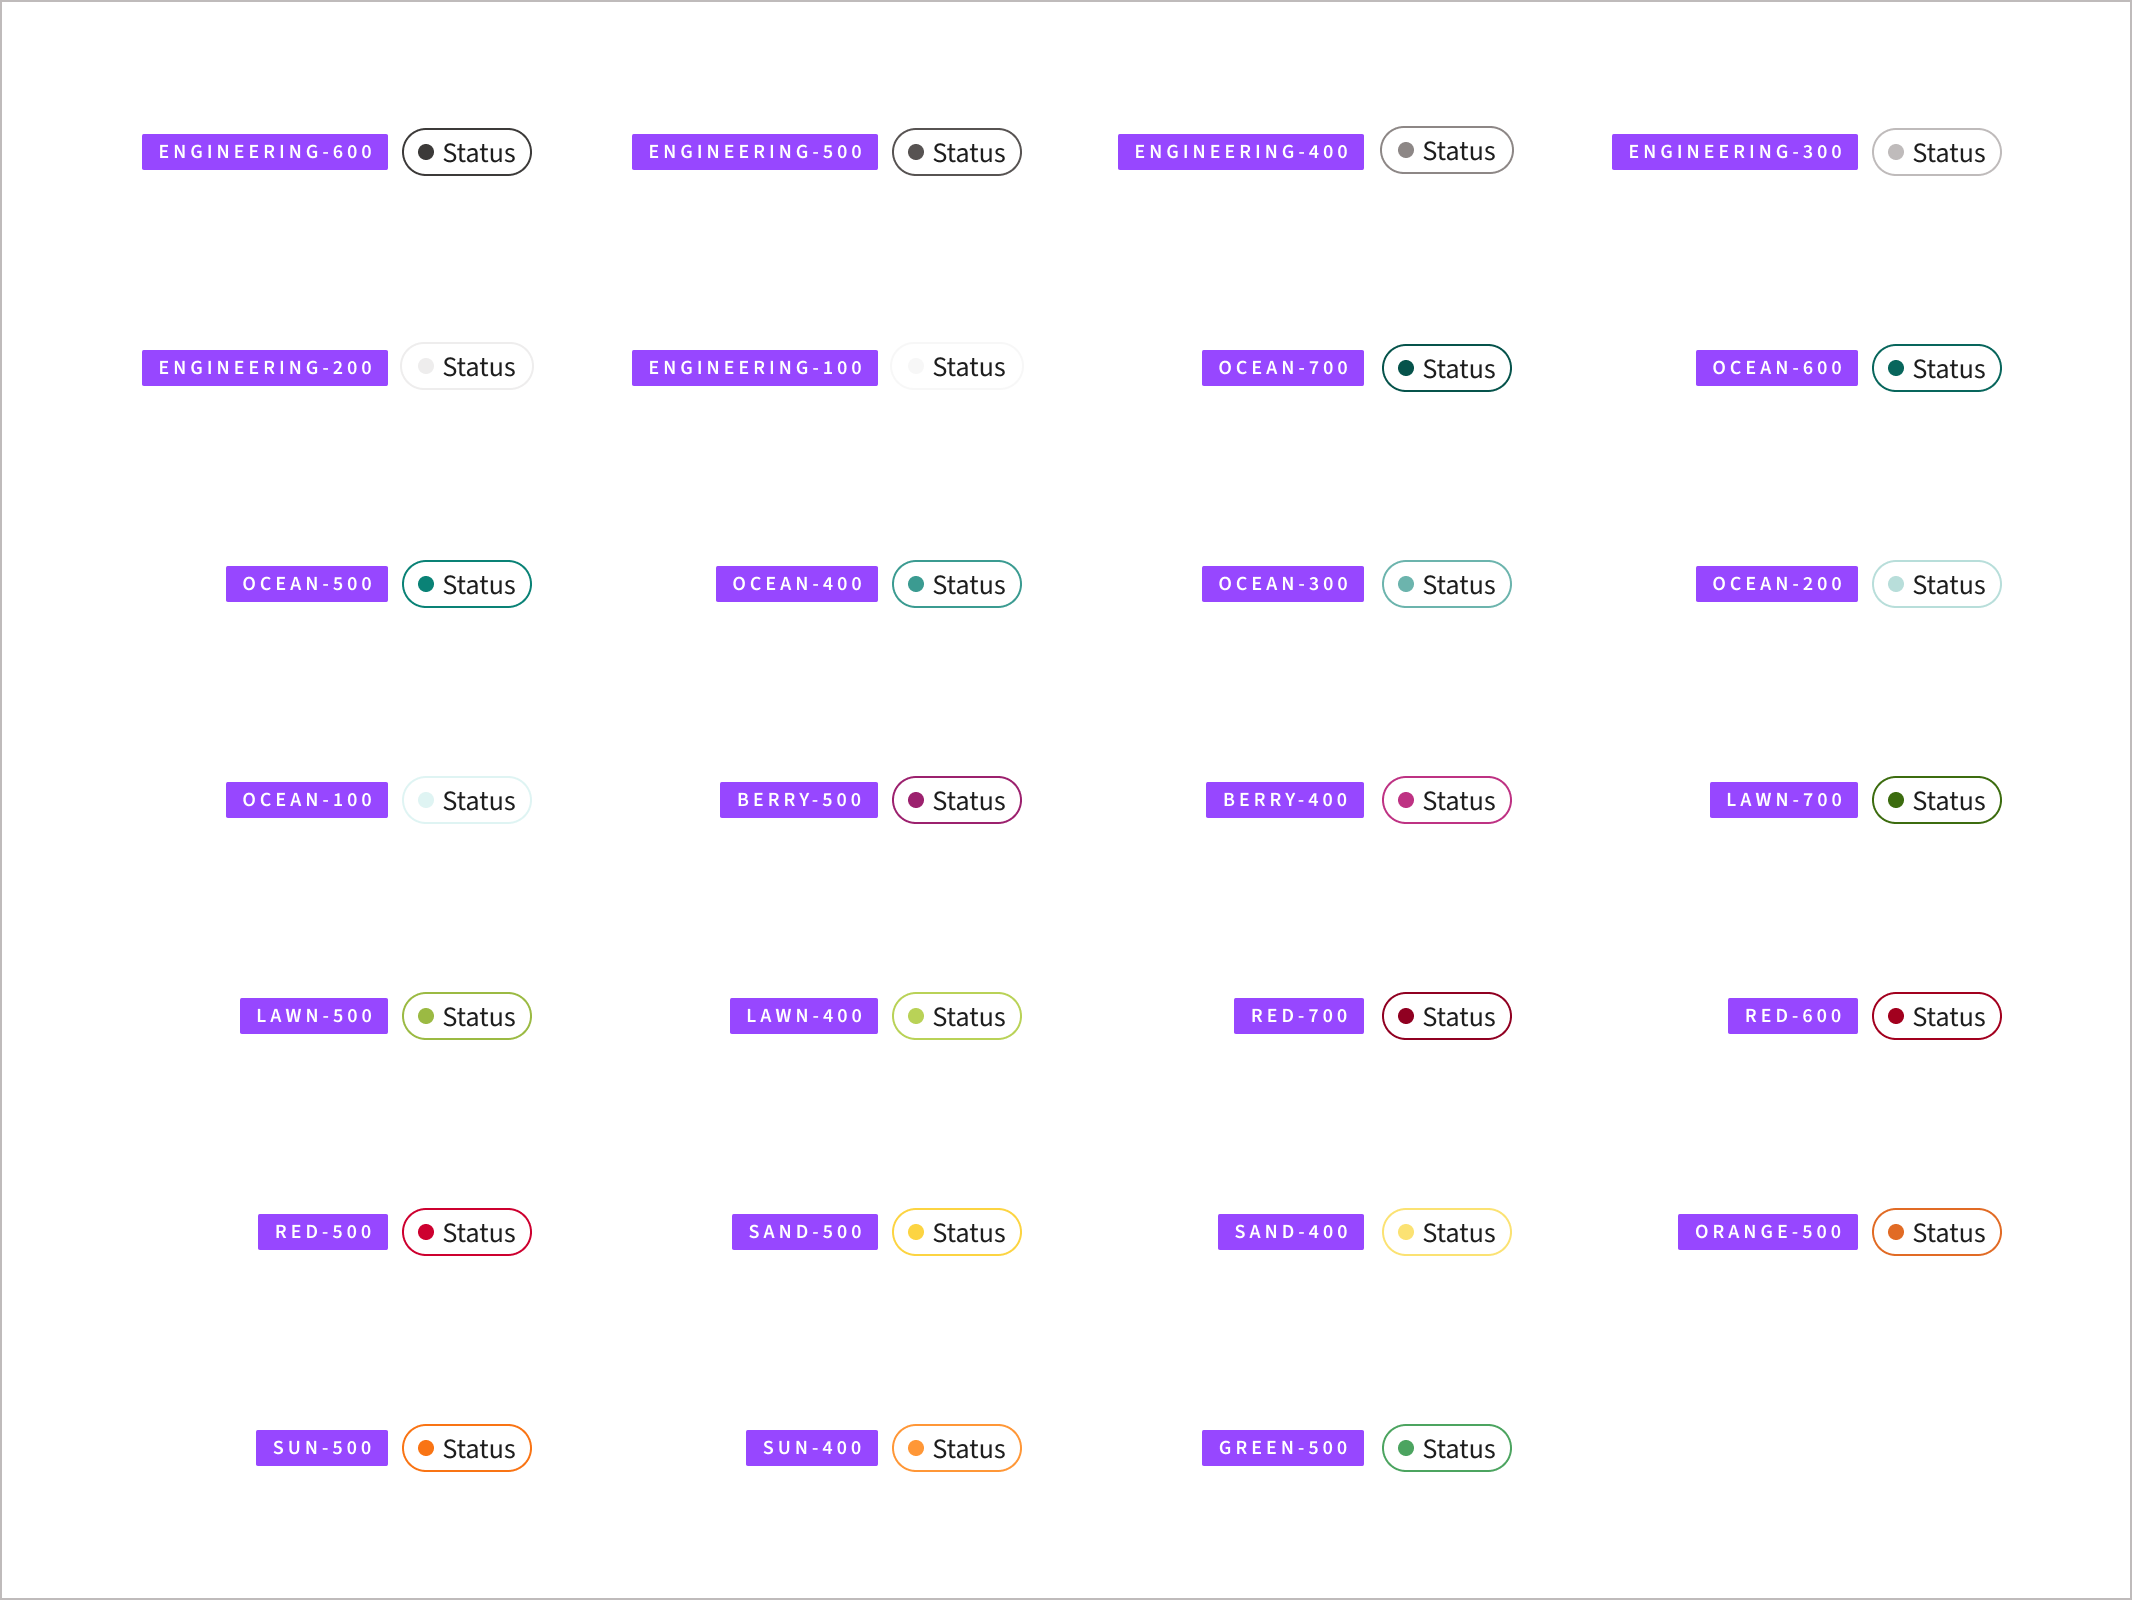 ENGINEERING-600 Status ENGINEERING-500 Status ENGINEERING-400 Status ENGINEERING-300 Status
ENGINEERING-200 Status ENGINEERING-100 Status OCEAN-700 Status OCEAN-600 Status
OCEAN-500 Status OCEAN-400 Status OCEAN-300 Status OCEAN-200 Status
OCEAN-100 Status BERRY-500 Status BERRY-400 Status LAWN-700 Status
LAWN-500 Status LAWN-400 Status RED-700 Status RED-600 Status
RED-500 Status SAND-500 Status SAND-400 Status ORANGE-500 Status
SUN-500 Status SUN-400 Status GREEN-500 Status